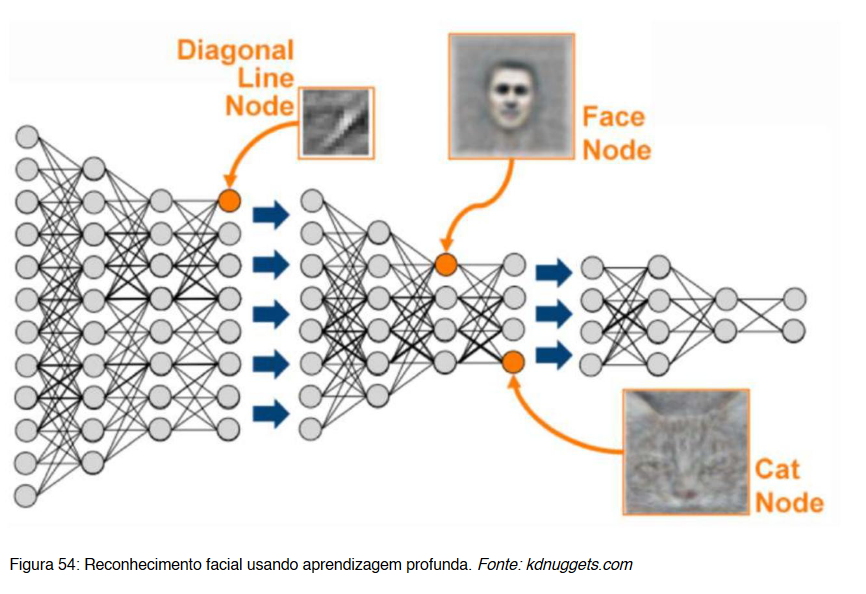 Diagonal
Line
Node
Face
Node
Cat
Node
Figura 54: Reconhecimento facial usando aprendizagem profunda. Fonte: kdnuggets.com